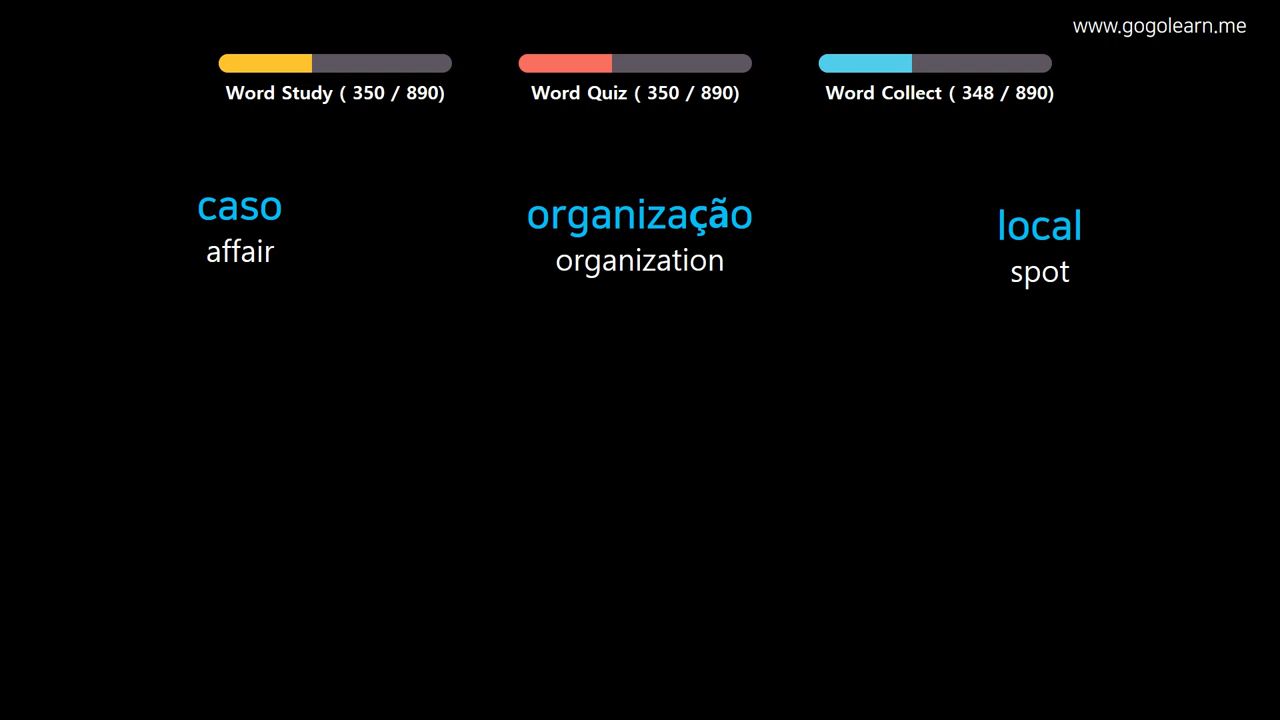 www.gogolearn.me
Word Study ( 350 / 890)
Word Quiz ( 350 / 890)
Word Collect ( 348 / 890)
caso
affair
organização
organization
local
spot